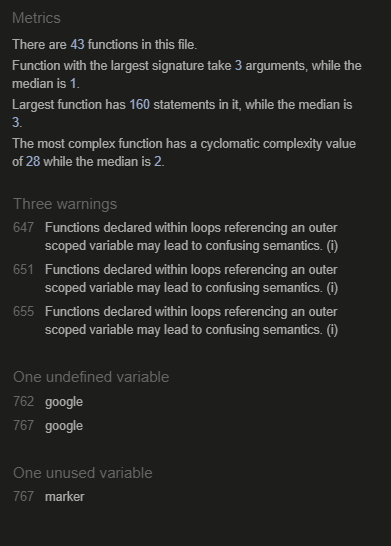 Metrics
There are 43 functions in this file.
Function with the largest signature take 3 arguments, while the
median is 1.
Largest function has 160 statements in it, while the median is
3.
The most complex function has a cyclomatic complexity value
of 28 while the median is 2.
Three warnings
647 Functions declared within loops referencing an outer
scoped variable may lead to confusing semantics. (i)
651 Functions declared within loops referencing an outer
scoped variable may lead to confusing semantics. (i)
655 Functions declared within loops referencing an outer
scoped variable may lead to confusing semantics. (i)
One undefined variable
762 google
767 google
One unused variable
767 marker